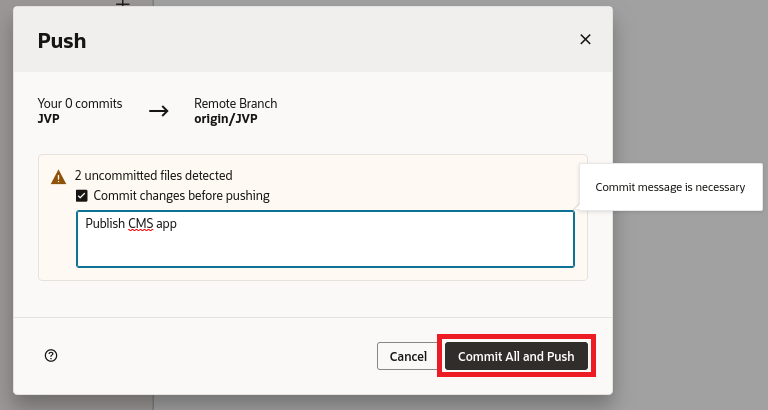 Push
Your 0 commits
JVP
Remote Branch
origin/JVP
2 uncommitted files detected
Commit changes before pushing
Publish CMS app
Commit message is necessary
Cancel
Commit All and Push